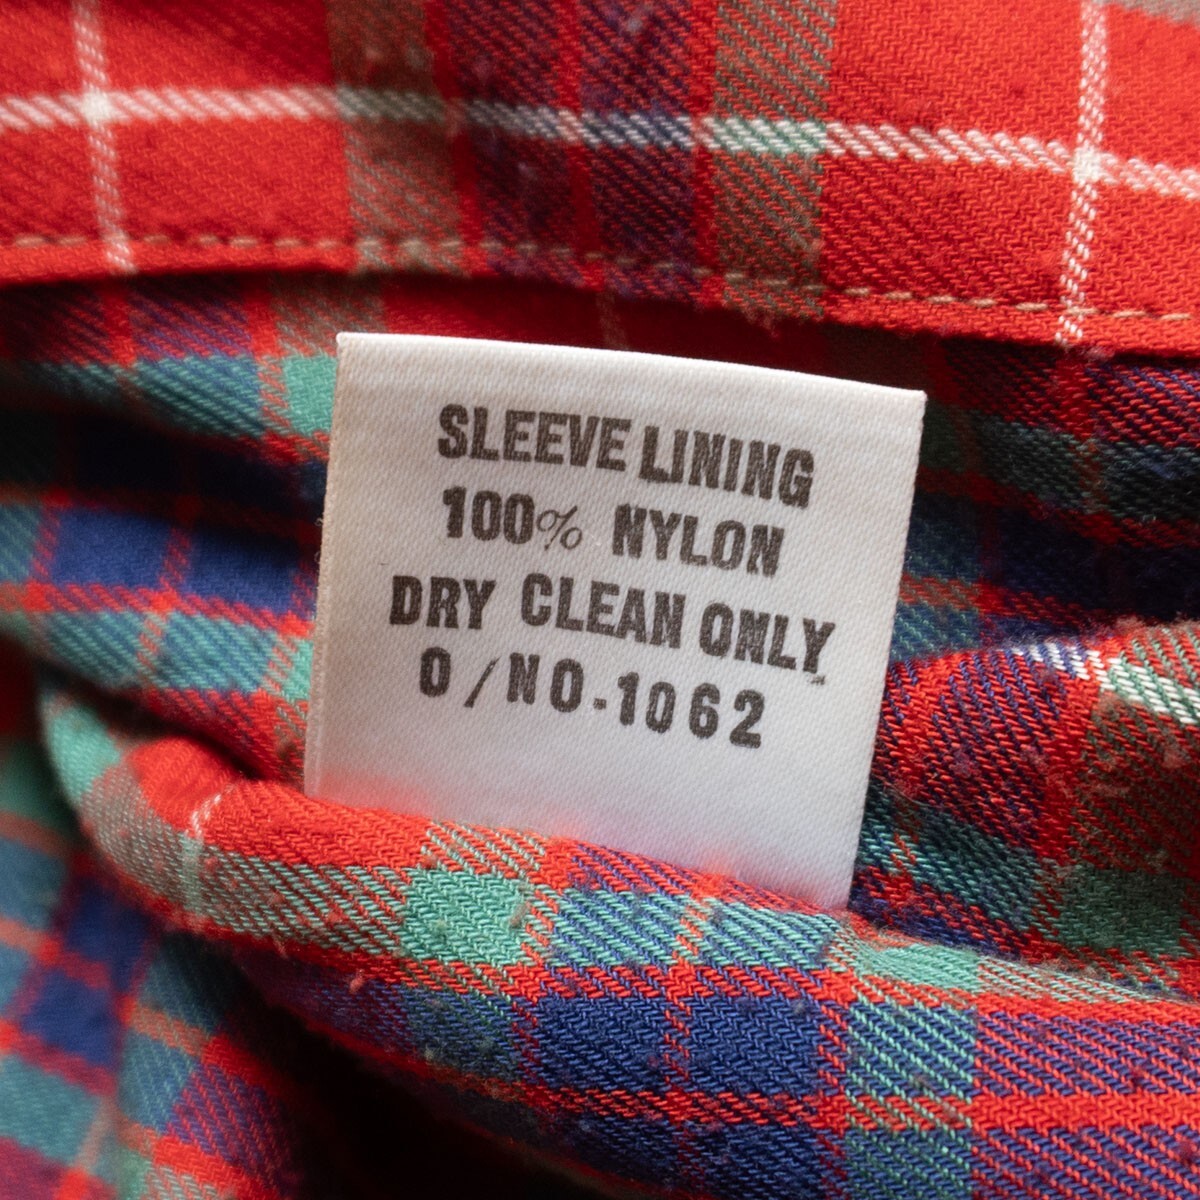 SLEEVE LINING
100% NYLON
DRY CLEAN ONLY
O/NO.1062